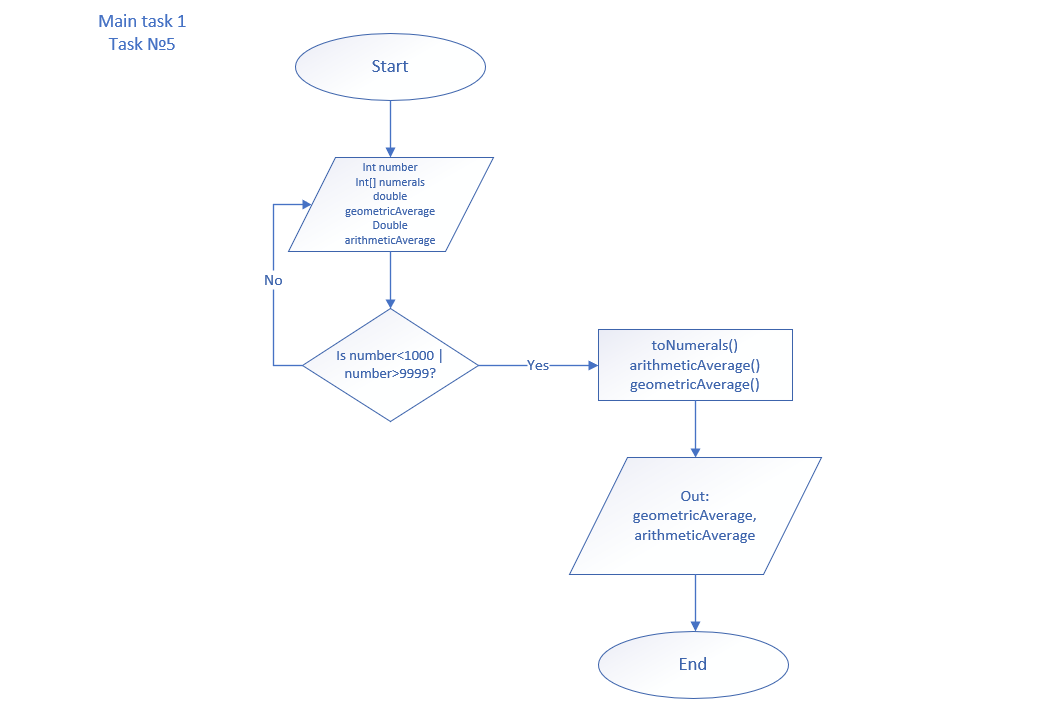 Main task 1
Task №5
Start
Int number
Int[] numerals
double
geometricAverage
Double
arithmeticAverage
No
Is number<1000 |
number>9999?
Yes
toNumerals()
arithmeticAverage()
geometricAverage()
Out:
geometricAverage,
arithmeticAverage
End